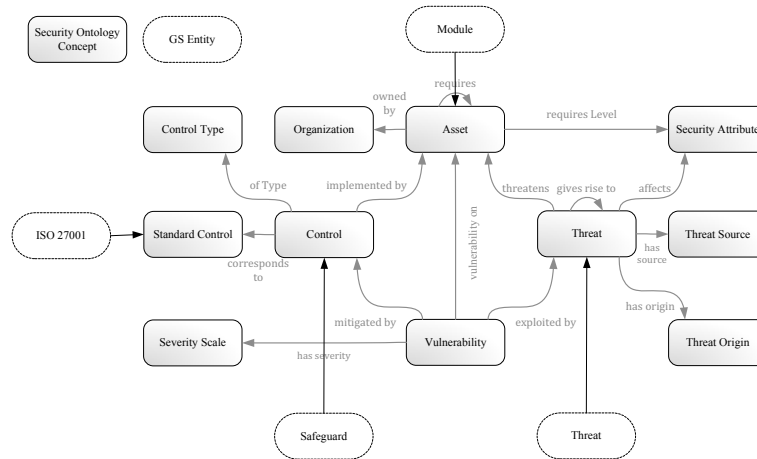 Security Ontology
Concept
GS Entity
Module
requires
owned
by
Control Type
Organization
Asset
requires Level
Security Attribute
of Type
implemented by
threatens
gives rise to
affects
vulnerability on
ISO 27001
Standard Control
Control
Threat
Threat Source
corresponds
to
has
source
mitigated by
exploited by
has origin
Severity Scale
has severity
Vulnerability
Threat Origin
Safeguard
Threat